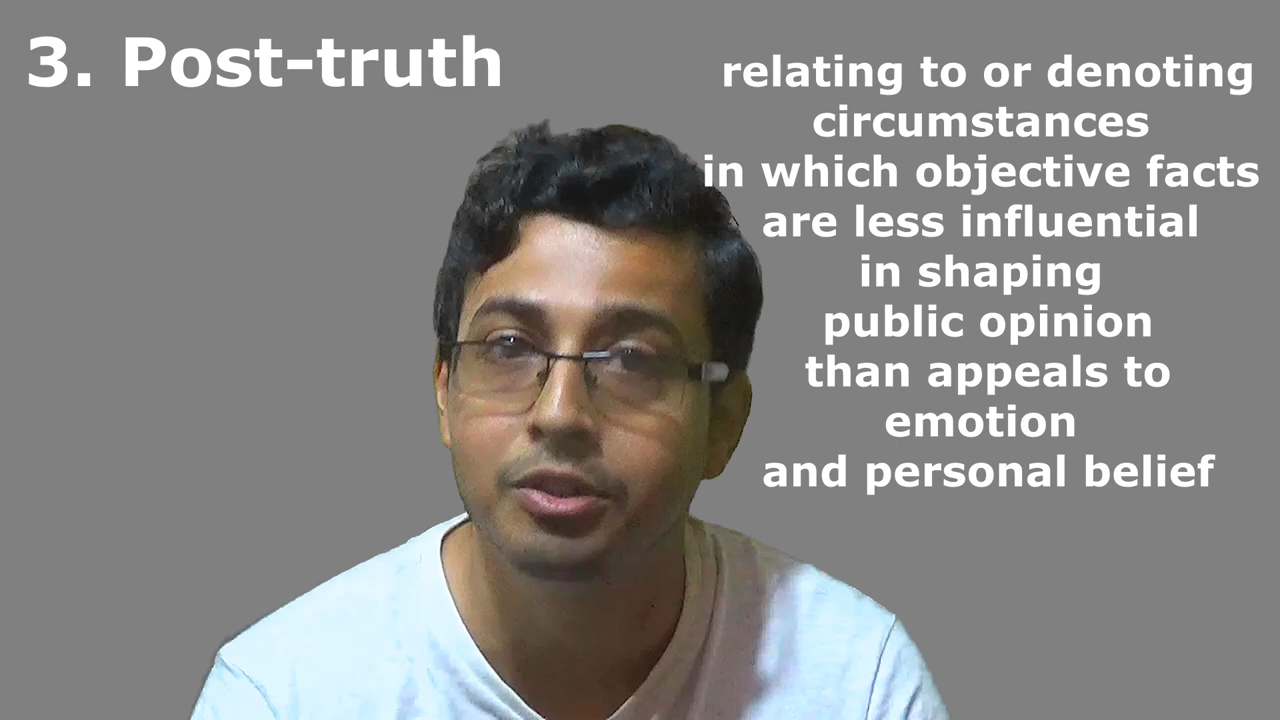 3. Post-truth
relating to or denoting
circumstances
in which objective facts
are less influential
in shaping
public opinion
than appeals to
emotion
and personal belief